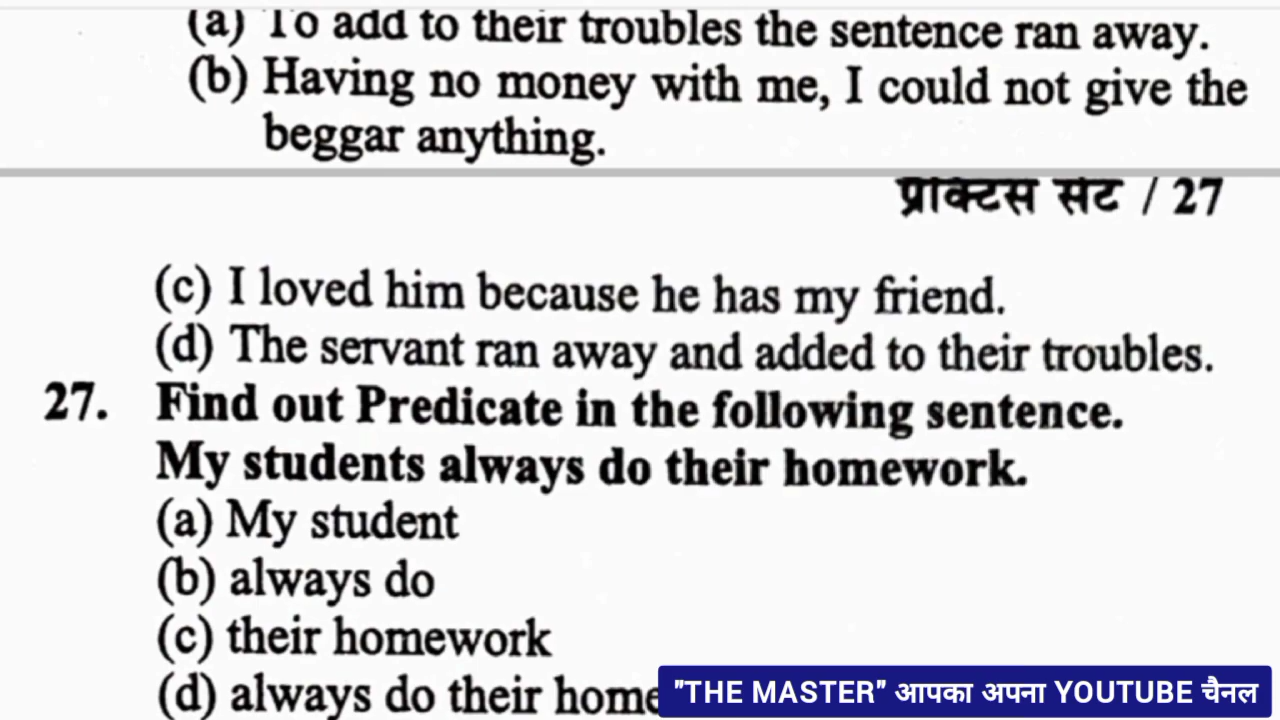 (a) To add to their troubles the sentence ran away.
(b) Having no money with me, I could not give the
beggar anything.
प्रैक्टिस सेट / 27
(c) I loved him because he has my friend.
(d) The servant ran away and added to their troubles.
27. Find out Predicate in the following sentence.
My students always do their homework.
(a) My student
(b) always do
(c) their homework
(d) always do their home
"THE MASTER" आपका अपना YOUTUBE चैनल